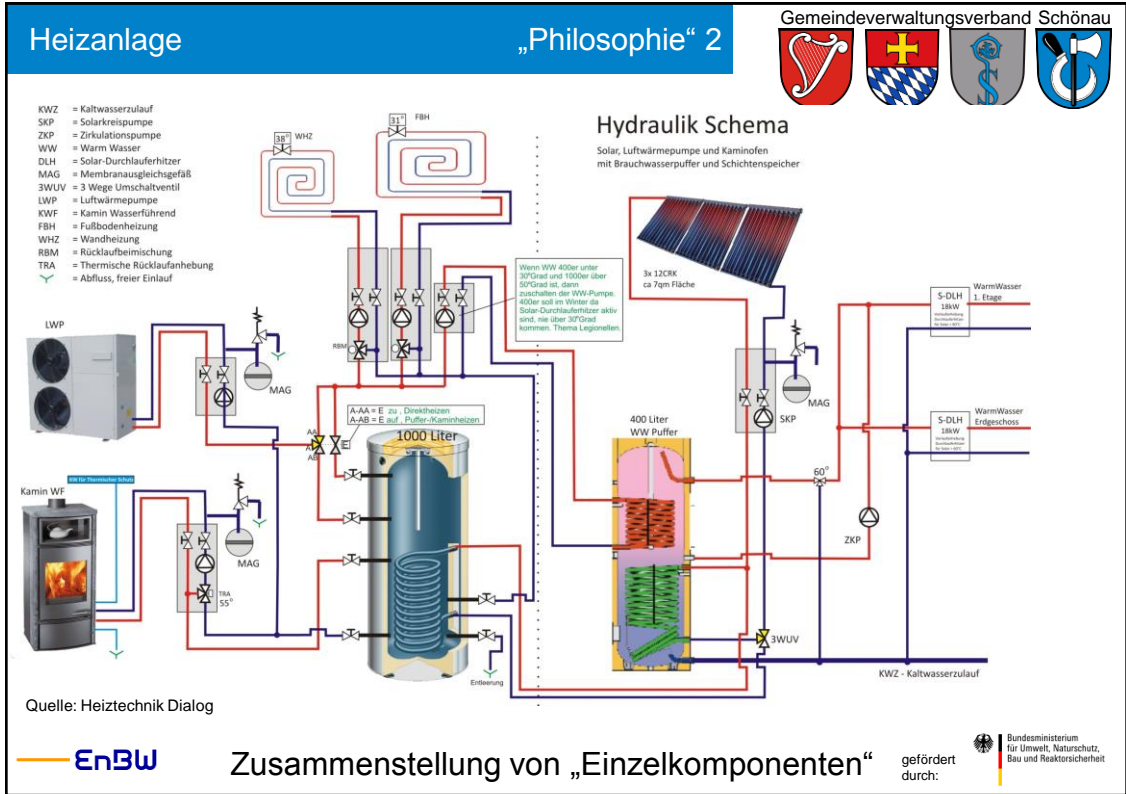 Heizanlage
„Philosophie“ 2
Gemeindeverwaltungsverband Schönau
KWZ = Kaltwasserzulauf
SKP = Solarkreispumpe
ZKP = Zirkulationspumpe
WW = Warm Wasser
DLH = Solar-Durchlauferhitzer
MAG = Membranausgleichsgefäß
3WUV = 3 Wege Umschaltventil
LWP = Luftwärmepumpe
KWF = Kamin Wasserführend
FBH = Fußbodenheizung
WHZ = Wandheizung
RBM = Rücklaufbeimischung
TRA = Thermische Rücklaufanhebung
= Abfluss, freier Einlauf
38° WHZ
31° FBH
Hydraulik Schema
Solar, Luftwärmepumpe und Kaminofen
mit Brauchwasserpuffer und Schichtenspeicher
Wenn WW 400er unter
30°Grad und 1000er über
50°Grad ist, dann
zuschalten der WW-Pumpe.
400er soll im Winter da
Solar-Durchlauferhitzer aktiv
sind, nie über 30°Grad
kommen. Thema Legionellen.
3x 12CRK
ca 7qm Fläche
S-DLH
18kW
WarmWasser
1. Etage
LWP
MAG
RBM
SKP
MAG
A-AA = E zu , Direktheizen
A-AB = E auf , Puffer-/Kaminheizen
AA
AB
E
1000 Liter
400 Liter
WW Puffer
60°
S-DLH
18kW
WarmWasser
Erdgeschoss
ZKP
Kamin WF
KW für Thermischer Schutz
MAG
TRA
55°
3WUV
Entleerung
KWZ - Kaltwasserzulauf
Quelle: Heiztechnik Dialog
EnBW
Zusammenstellung von „Einzelkomponenten“
gefördert
durch:
Bundesministerium
für Umwelt, Naturschutz,
Bau und Reaktorsicherheit